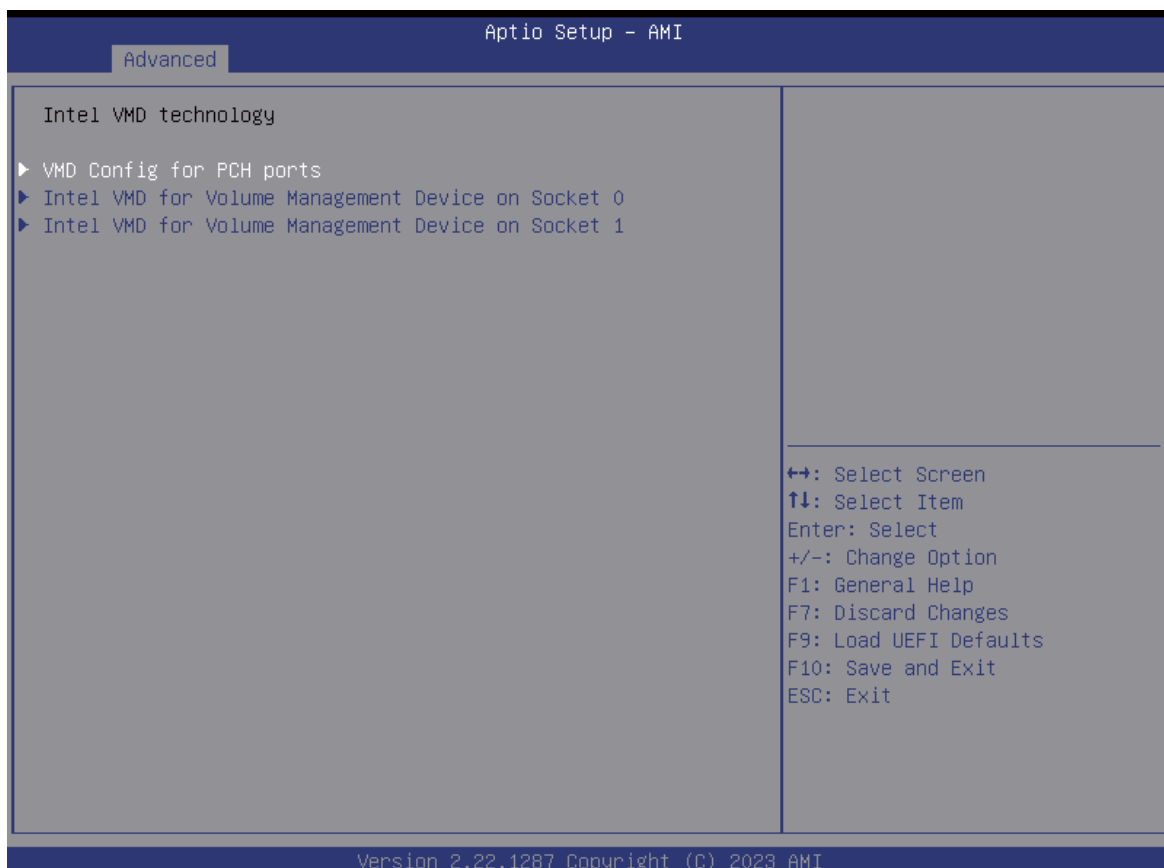 Aptio Setup – AMI
Advanced
Intel VMD technology
▶ VMD Config for PCH ports
▶ Intel VMD for Volume Management Device on Socket 0
▶ Intel VMD for Volume Management Device on Socket 1
↔: Select Screen
↑↓: Select Item
Enter: Select
+/-: Change Option
F1: General Help
F7: Discard Changes
F9: Load UEFI Defaults
F10: Save and Exit
ESC: Exit
Version 2.22.1287 Copyright (C) 2023 AMI